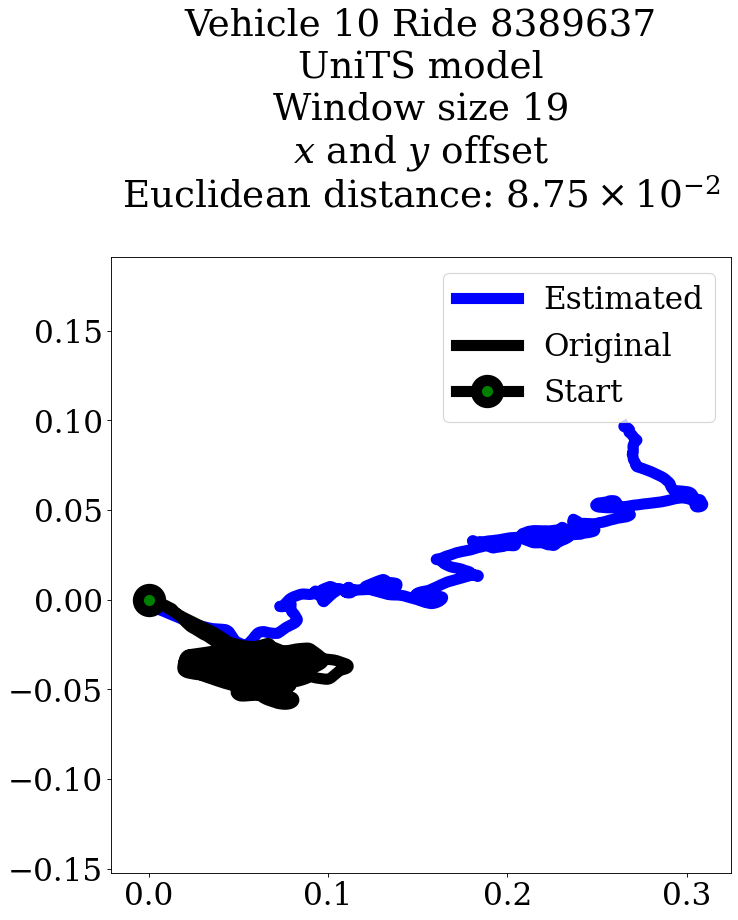 Vehicle 10 Ride 8389637
UniTS model
Window size 19
x and y offset
Euclidean distance: 8.75 × 10⁻²
Estimated
Original
Start
0.15
0.10
0.05
0.00
−0.05
−0.10
−0.15
0.0 0.1 0.2 0.3